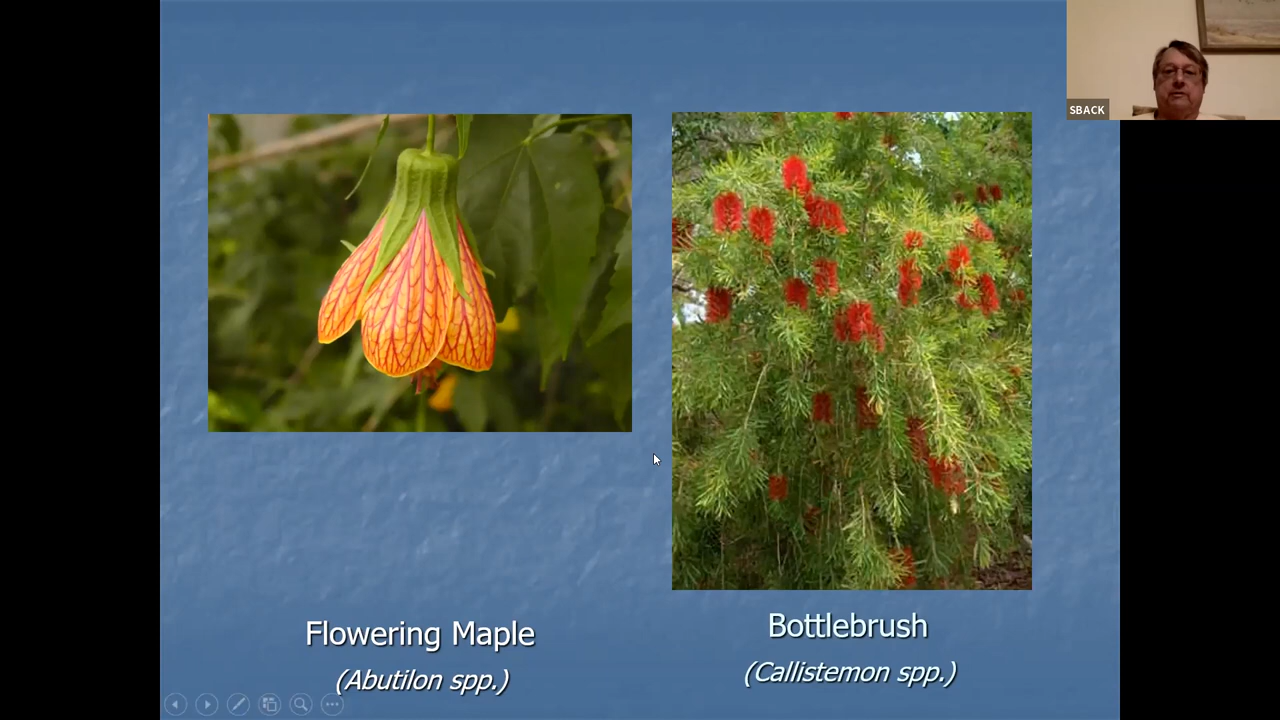 SBACK
Flowering Maple
(Abutilon spp.)
Bottlebrush
(Callistemon spp.)